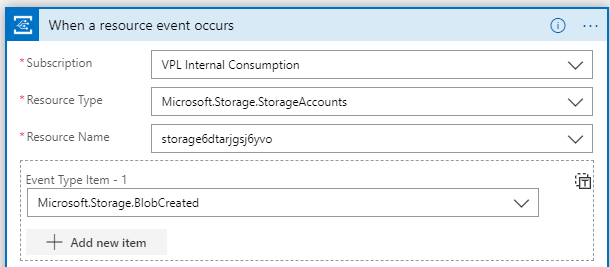 When a resource event occurs
* Subscription
VPL Internal Consumption
* Resource Type
Microsoft.Storage.StorageAccounts
* Resource Name
storage6dtarjgsj6yvo
Event Type Item - 1
Microsoft.Storage.BlobCreated
Add new item